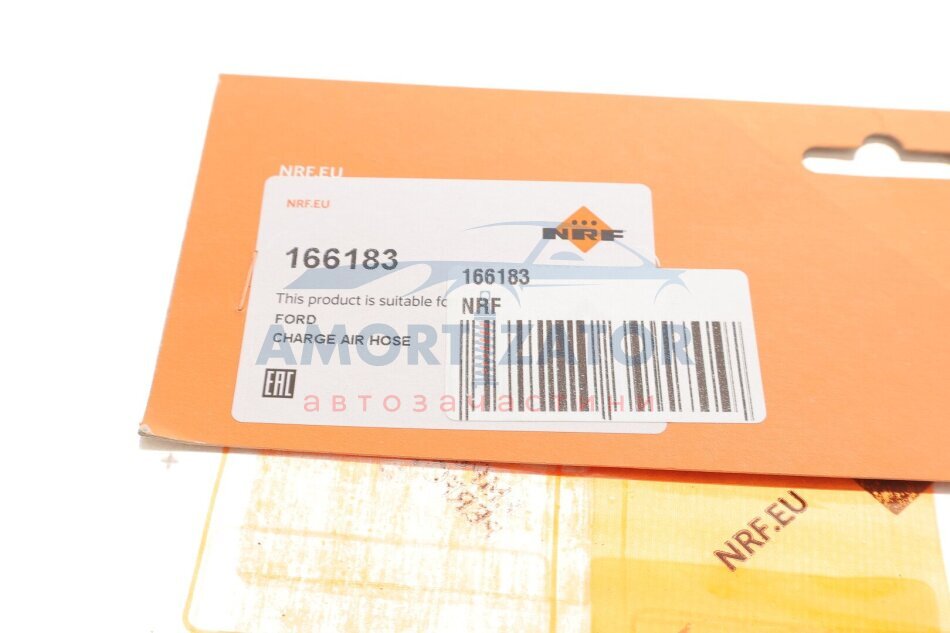 NRF.EU
NRF.EU
NRF
166183
This product is suitable fo
FORD
CHARGE AIR HOSE
EAC
166183
NRF
AMORTIZATOR
автозапчастини
NRF.EU